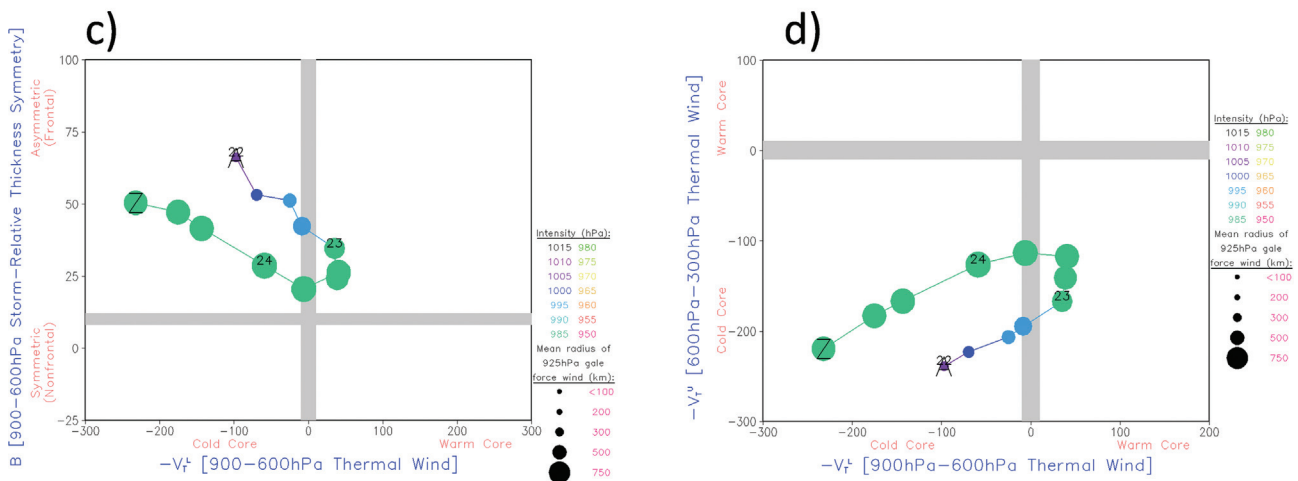 c)
B [900–600hPa Storm–Relative Thickness Symmetry]
Symmetric (Nonfrontal)
Asymmetric (Frontal)
100
75
50
25
0
-25
22
A
23
24
Z
-300 -200 -100 0 100 200 300
Cold Core Warm Core
-V_T^L [900–600hPa Thermal Wind]
Intensity (hPa):
1015 980
1010 975
1005 970
1000 965
995 960
990 955
985 950
Mean radius of
925hPa gale
force wind (km):
<100
200
300
500
750
d)
-V_T^U [600hPa–300hPa Thermal Wind]
Cold Core
Warm Core
100
0
-100
-200
-300
24
23
22
A
Z
-300 -200 -100 0 100 200
Cold Core Warm Core
-V_T^L [900hPa–600hPa Thermal Wind]
Intensity (hPa):
1015 980
1010 975
1005 970
1000 965
995 960
990 955
985 950
Mean radius of
925hPa gale
force wind (km):
<100
200
300
500
750